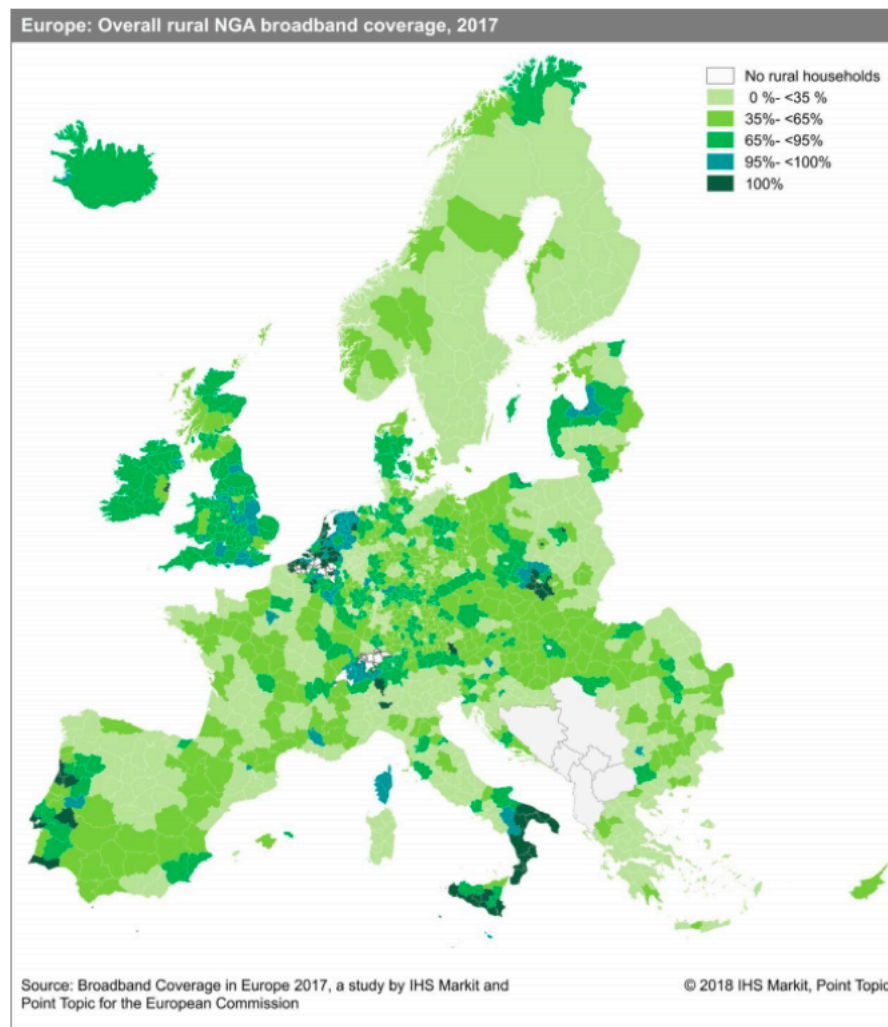 Europe: Overall rural NGA broadband coverage, 2017
No rural households
0 %- <35 %
35%- <65%
65%- <95%
95%- <100%
100%
Source: Broadband Coverage in Europe 2017, a study by IHS Markit and
Point Topic for the European Commission
© 2018 IHS Markit, Point Topic